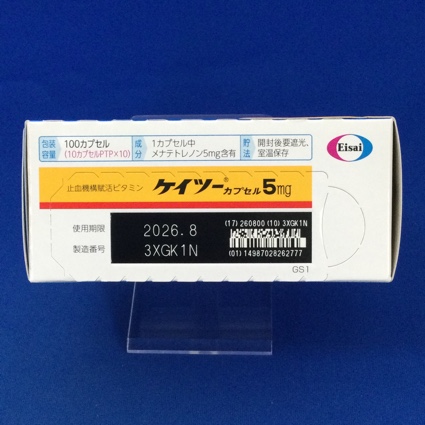 包装容量 100カプセル
(10カプセルPTP×10)
成分 1カプセル中
メナテトレノン5mg含有
貯法 開封後要遮光、
室温保存
Eisai
止血機構賦活ビタミン ケイツー® カプセル 5mg
使用期限 2026.8
製造番号 3XGK1N
(17) 260800 (10) 3XGK1N
(01) 14987028262777
GS1